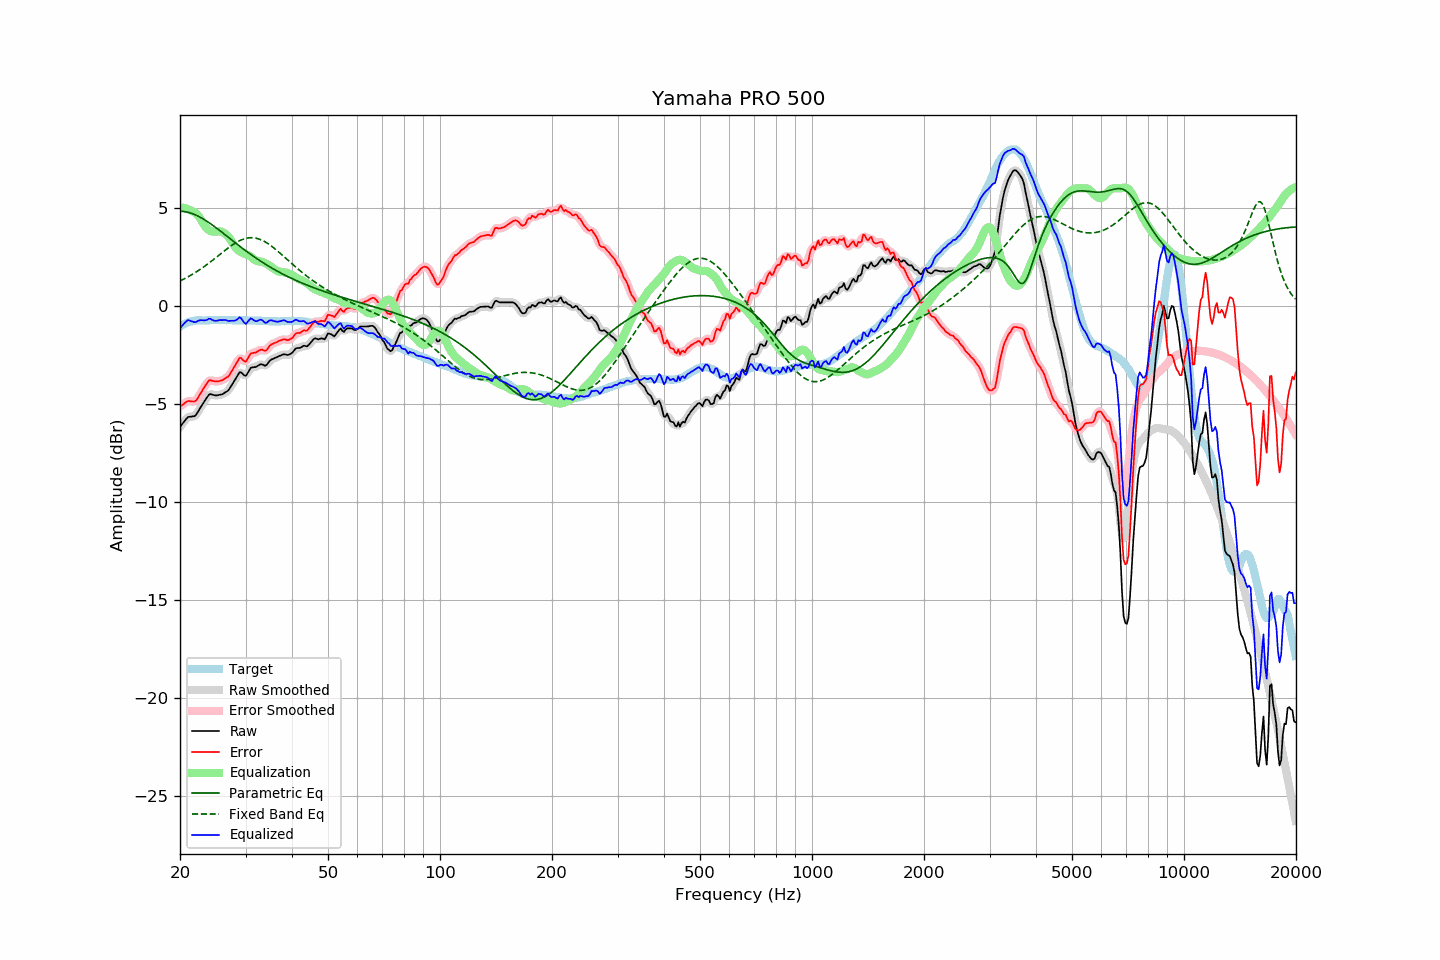 Yamaha PRO 500
Amplitude (dBr)
5
0
−5
−10
−15
−20
−25
Target
Raw Smoothed
Error Smoothed
Raw
Error
Equalization
Parametric Eq
Fixed Band Eq
Equalized
20 50 100 200 500 1000 2000 5000 10000 20000
Frequency (Hz)